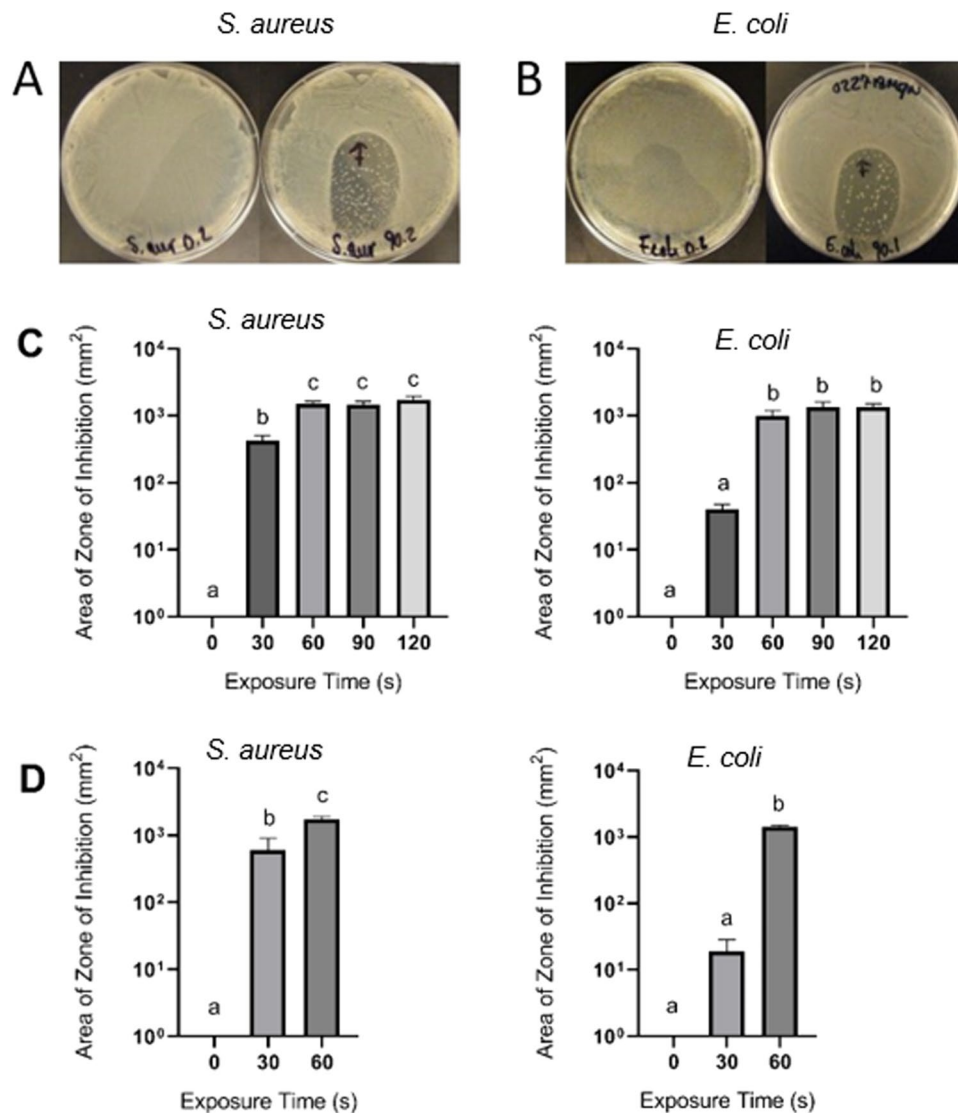 S. aureus
E. coli
A
B
S. aur 0.2
S. aur 90.2
E. coli 90.1
C
S. aureus
E. coli
Area of Zone of Inhibition (mm²)
10⁴
10³
10²
10¹
10⁰
a
b
c
c
c
0 30 60 90 120
Exposure Time (s)
Area of Zone of Inhibition (mm²)
10⁴
10³
10²
10¹
10⁰
a
a
b
b
b
0 30 60 90 120
Exposure Time (s)
D
S. aureus
E. coli
Area of Zone of Inhibition (mm²)
10⁴
10³
10²
10¹
10⁰
a
b
c
0 30 60
Exposure Time (s)
Area of Zone of Inhibition (mm²)
10⁴
10³
10²
10¹
10⁰
a
a
b
0 30 60
Exposure Time (s)